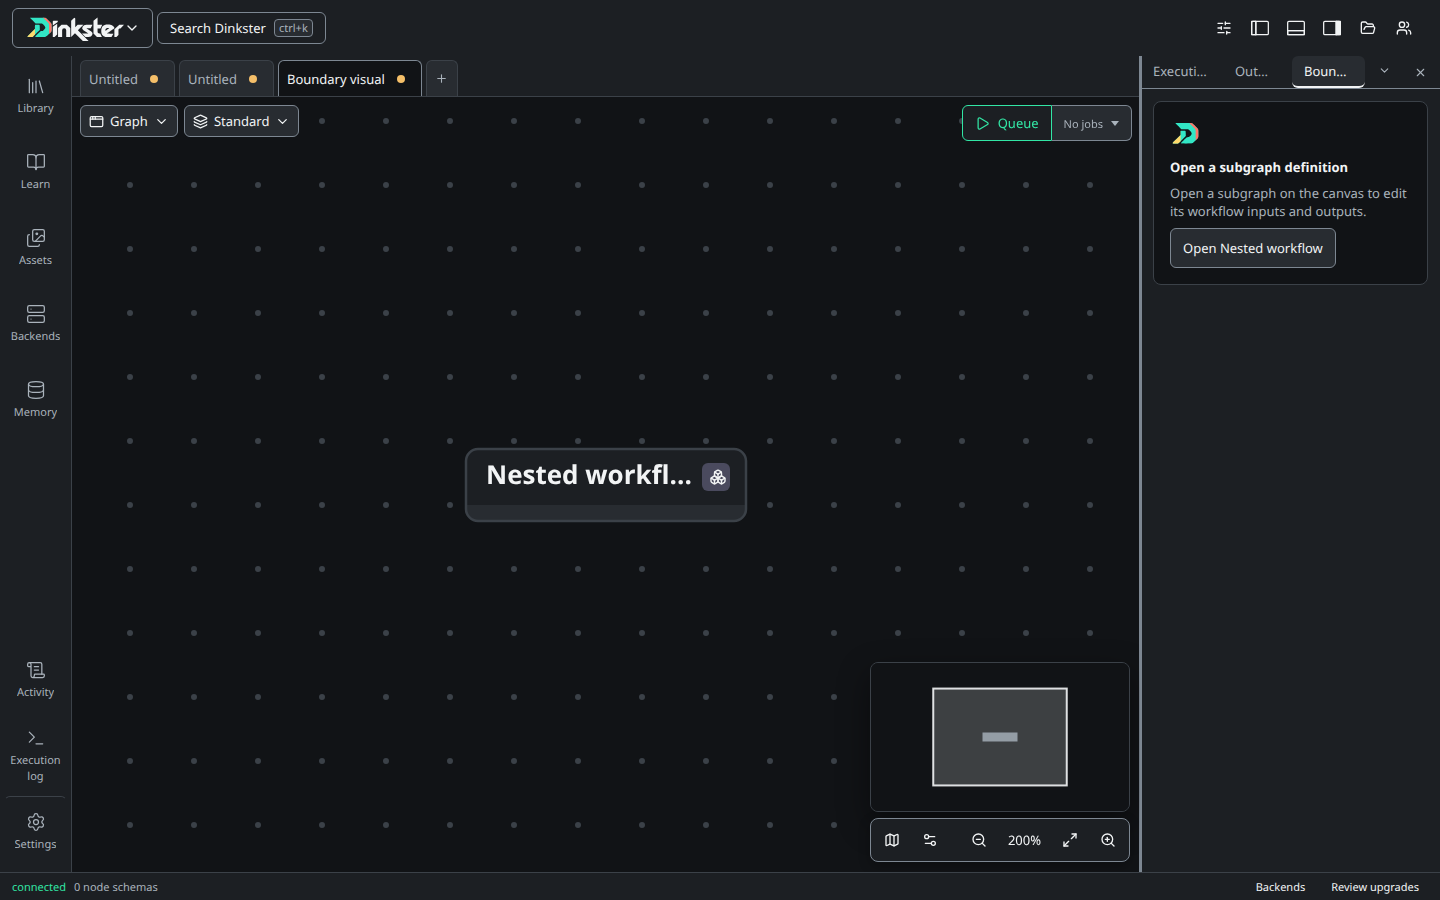 Dinkster
Search Dinkster ctrl+k
Library
Learn
Assets
Backends
Memory
Activity
Execution
log
Settings
Untitled
Untitled
Boundary visual
Graph
Standard
Queue
No jobs
Nested workfl...
200%
Executi...
Out...
Boun...
Open a subgraph definition
Open a subgraph on the canvas to edit
its workflow inputs and outputs.
Open Nested workflow
connected 0 node schemas
Backends
Review upgrades